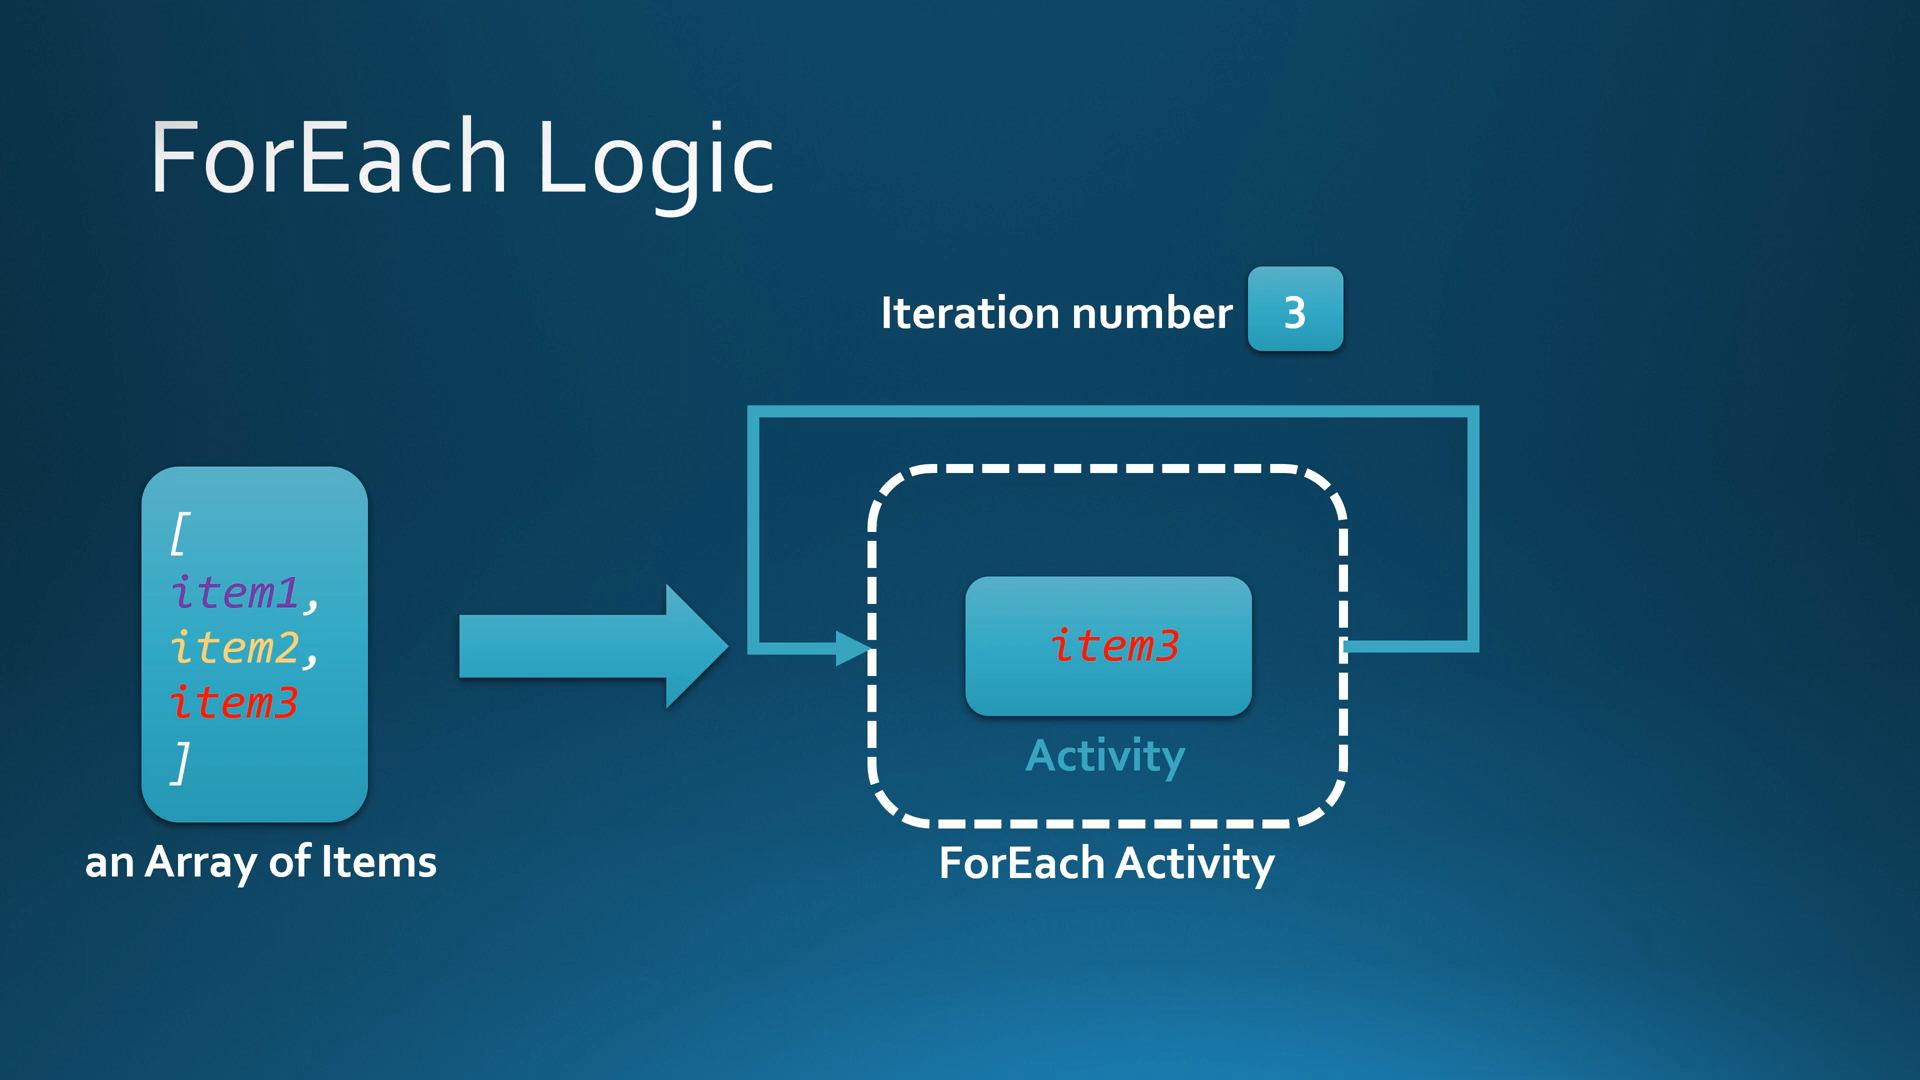 ForEach Logic
Iteration number 3
[
item1,
item2,
item3
]
an Array of Items
item3
Activity
ForEach Activity